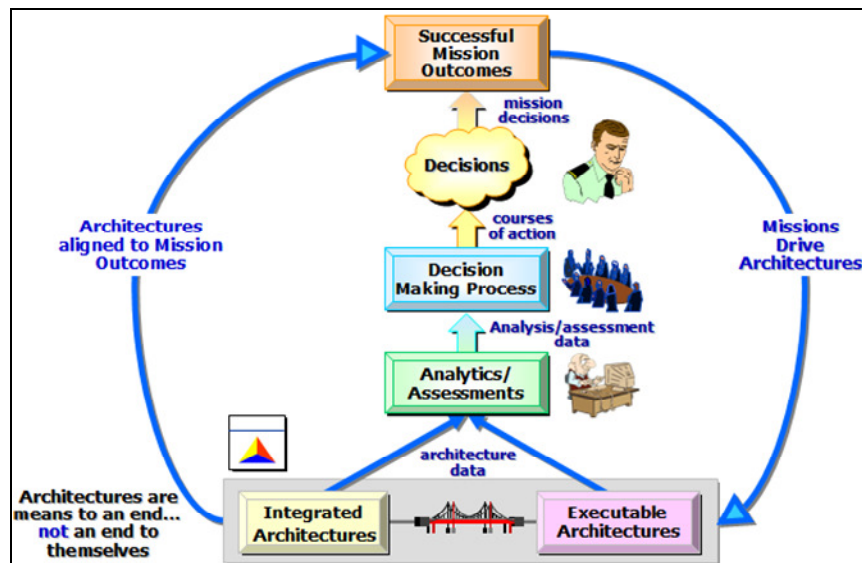 Successful
Mission
Outcomes
mission
decisions
Decisions
courses
of action
Architectures
aligned to Mission
Outcomes
Missions
Drive
Architectures
Decision
Making Process
Analysis/assessment
data
Analytics/
Assessments
architecture
data
Architectures are
means to an end...
not an end to
themselves
Integrated
Architectures
Executable
Architectures